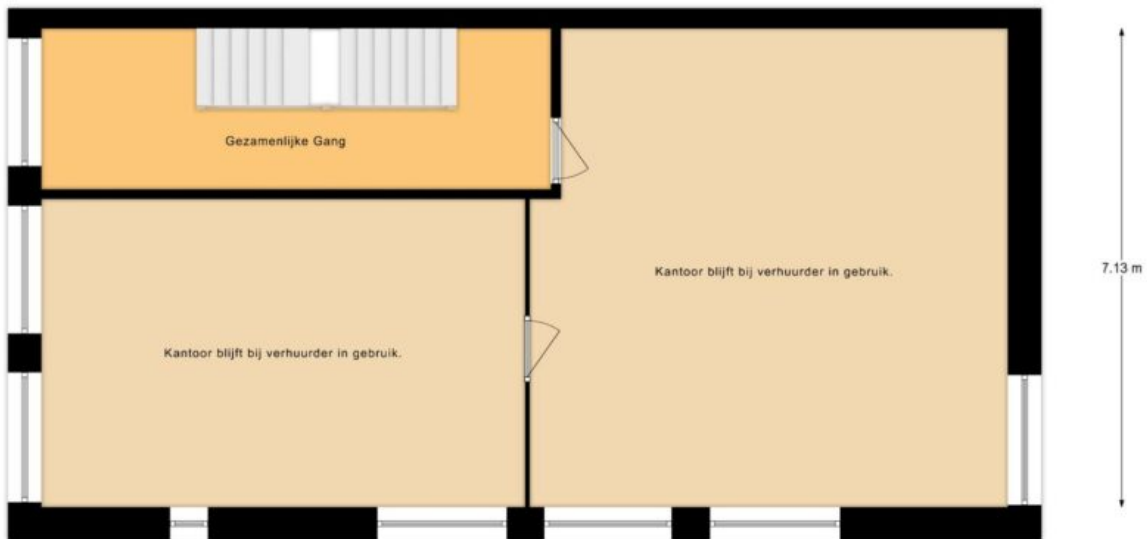 Gezamenlijke Gang
Kantoor blijft bij verhuurder in gebruik.
7.13 m
Kantoor blijft bij verhuurder in gebruik.